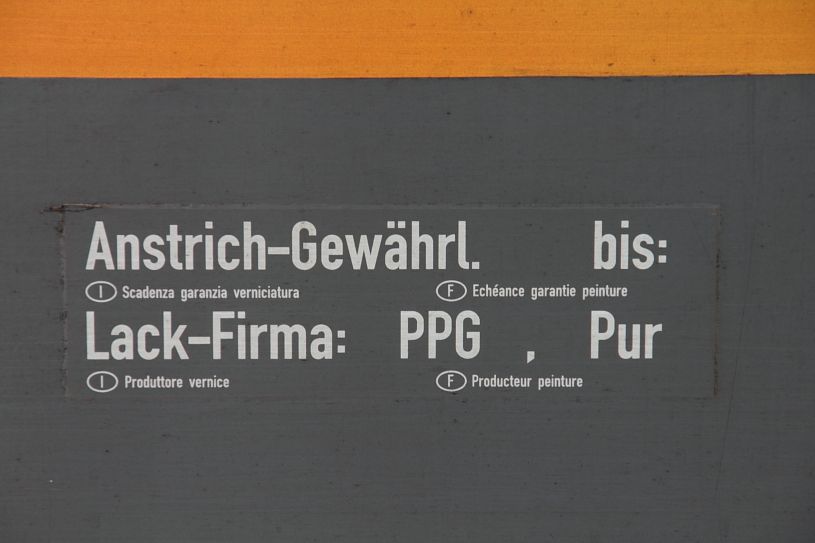 Anstrich-Gewährl. bis:
I Scadenza garanzia verniciatura F Echéance garantie peinture
Lack-Firma: PPG , Pur
I Produttore vernice F Producteur peinture